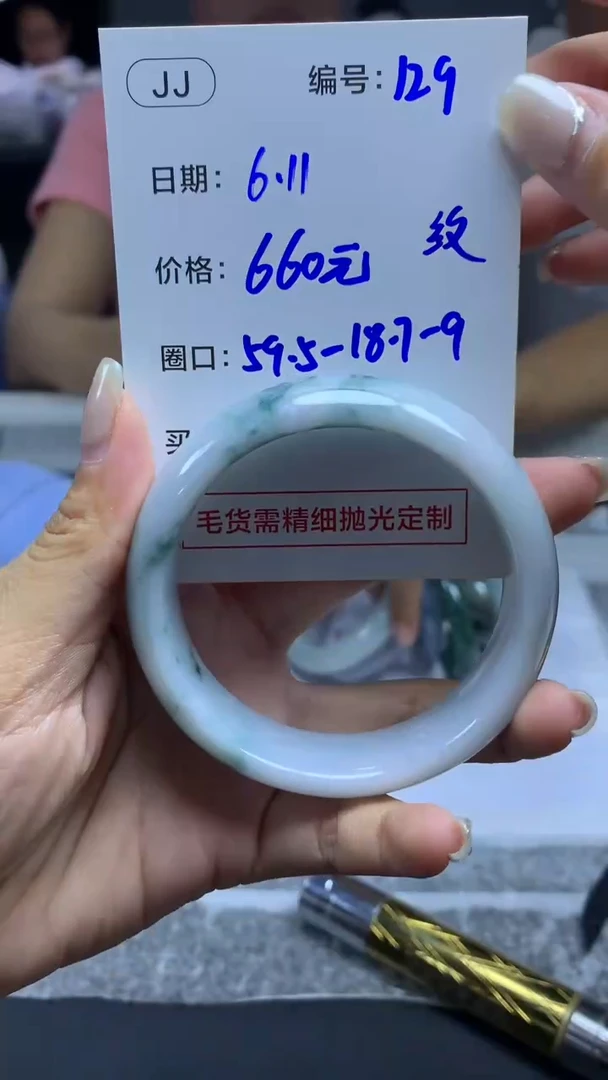 JJ
编号：129
日期：6.11
纹
价格：660元
圈口：59.5-18.7-9
买
毛货需精细抛光定制